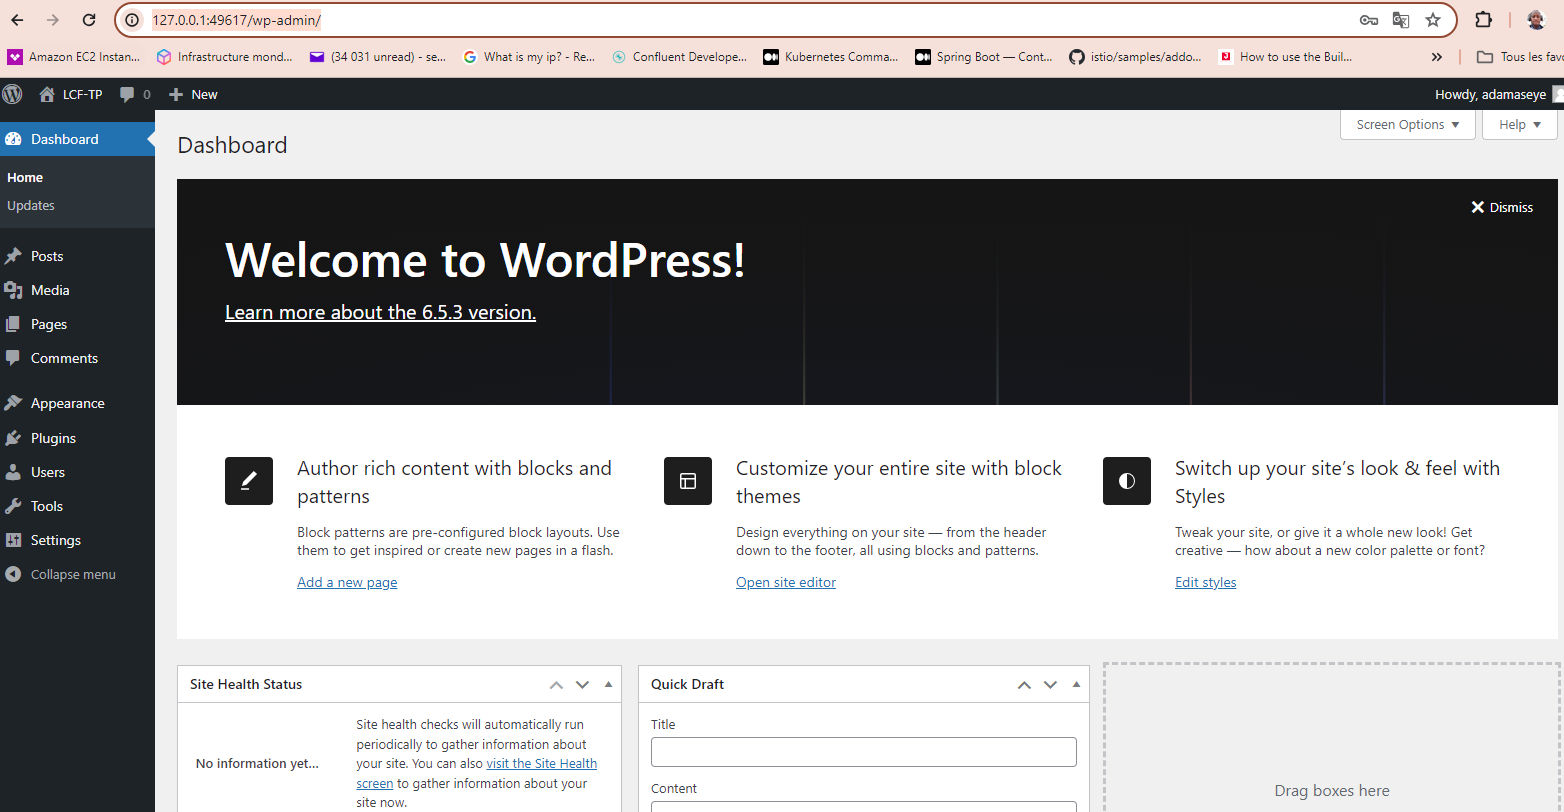 127.0.0.1:49617/wp-admin/
Amazon EC2 Instan... Infrastructure mond... (34 031 unread) - se... What is my ip? - Re... Confluent Develope... Kubernetes Comma... Spring Boot — Cont... istio/samples/addo... How to use the Buil... » Tous les favo
LCF-TP 0 + New Howdy, adamaseye
Screen Options ▼ Help ▼
Dashboard
Home
Updates
Posts
Media
Pages
Comments
Appearance
Plugins
Users
Tools
Settings
Collapse menu
Dashboard
Dismiss
Welcome to WordPress!
Learn more about the 6.5.3 version.
Author rich content with blocks and
patterns
Block patterns are pre-configured block layouts. Use
them to get inspired or create new pages in a flash.
Add a new page
Customize your entire site with block
themes
Design everything on your site — from the header
down to the footer, all using blocks and patterns.
Open site editor
Switch up your site’s look & feel with
Styles
Tweak your site, or give it a whole new look! Get
creative — how about a new color palette or font?
Edit styles
Site Health Status
No information yet...
Site health checks will automatically run
periodically to gather information about
your site. You can also visit the Site Health
screen to gather information about your
site now.
Quick Draft
Title
Content
Drag boxes here